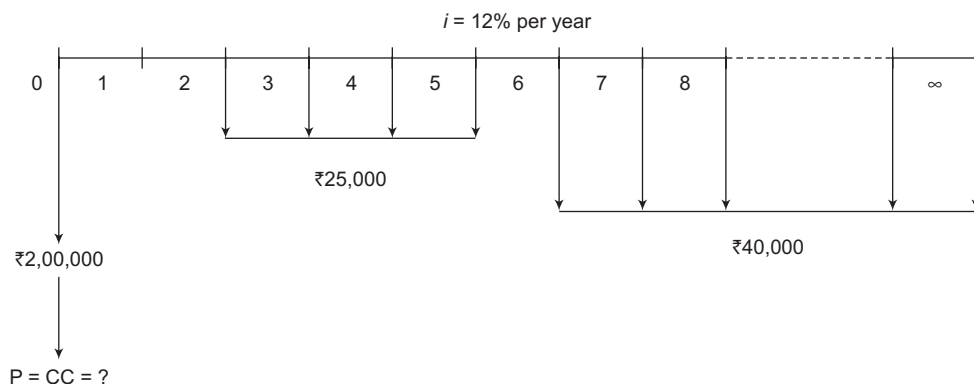 i = 12% per year
0 1 2 3 4 5 6 7 8 ∞
₹25,000
₹40,000
₹2,00,000
P = CC = ?